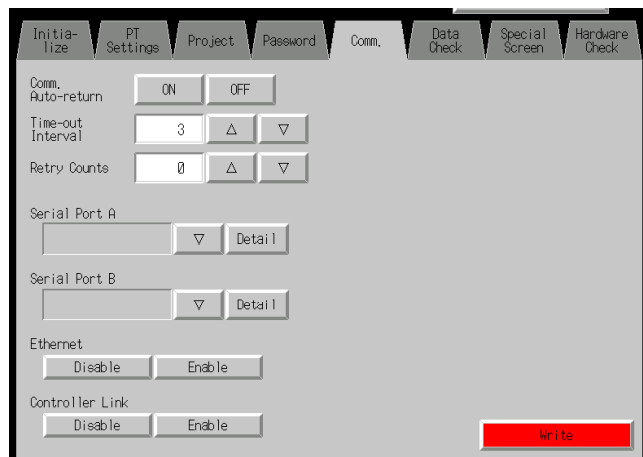 Initia-
lize
PT
Settings
Project
Password
Comm.
Data
Check
Special
Screen
Hardware
Check
Comm.
Auto-return
ON
OFF
Time-out
Interval
3
△
▽
Retry Counts
0
△
▽
Serial Port A
▽
Detail
Serial Port B
▽
Detail
Ethernet
Disable
Enable
Controller Link
Disable
Enable
Write